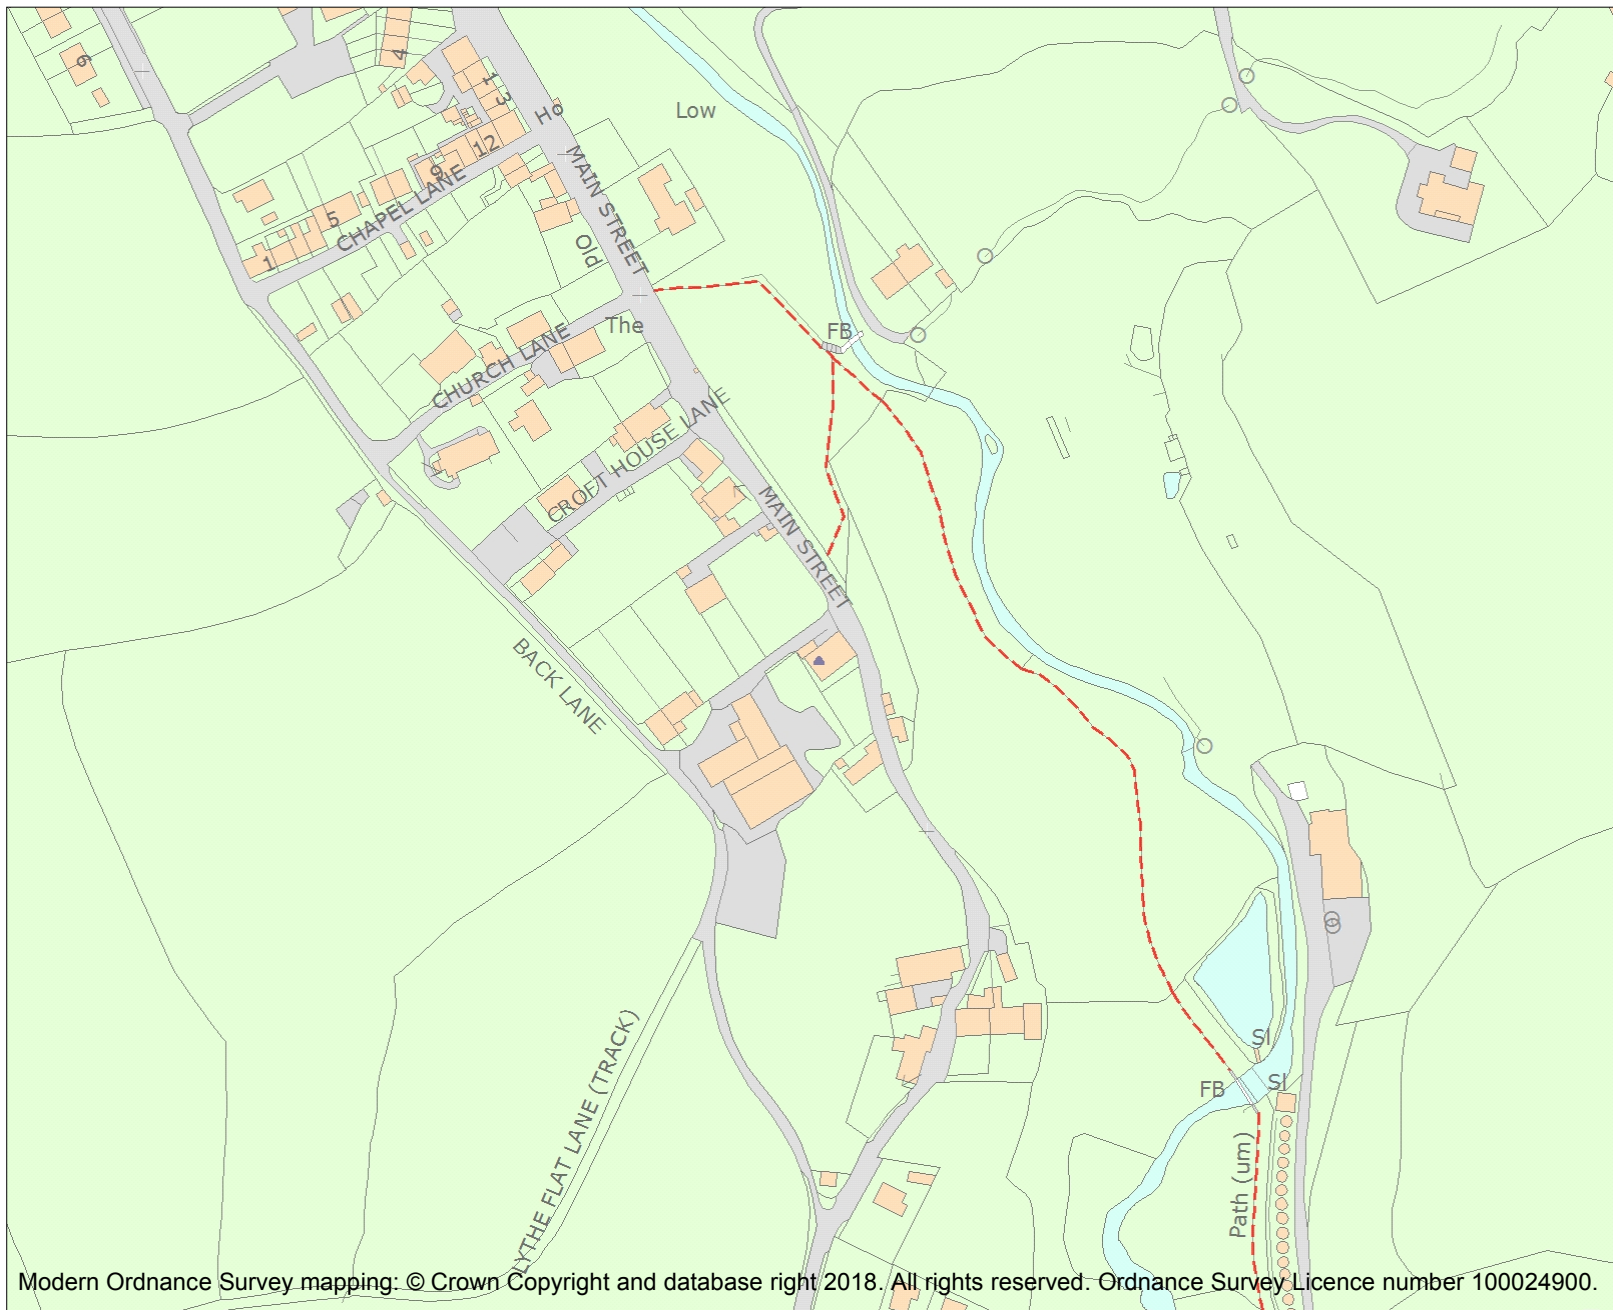 6
4
1
3
Ho
12
9
CHAPEL LANE
5
1
Low
MAIN STREET
Old
The
FB
CHURCH LANE
CROFT HOUSE LANE
MAIN STREET
BACK LANE
LYTHE FLAT LANE (TRACK)
Sl
FB
Sl
Path (um)
Modern Ordnance Survey mapping: © Crown Copyright and database right 2018. All rights reserved. Ordnance Survey Licence number 100024900.